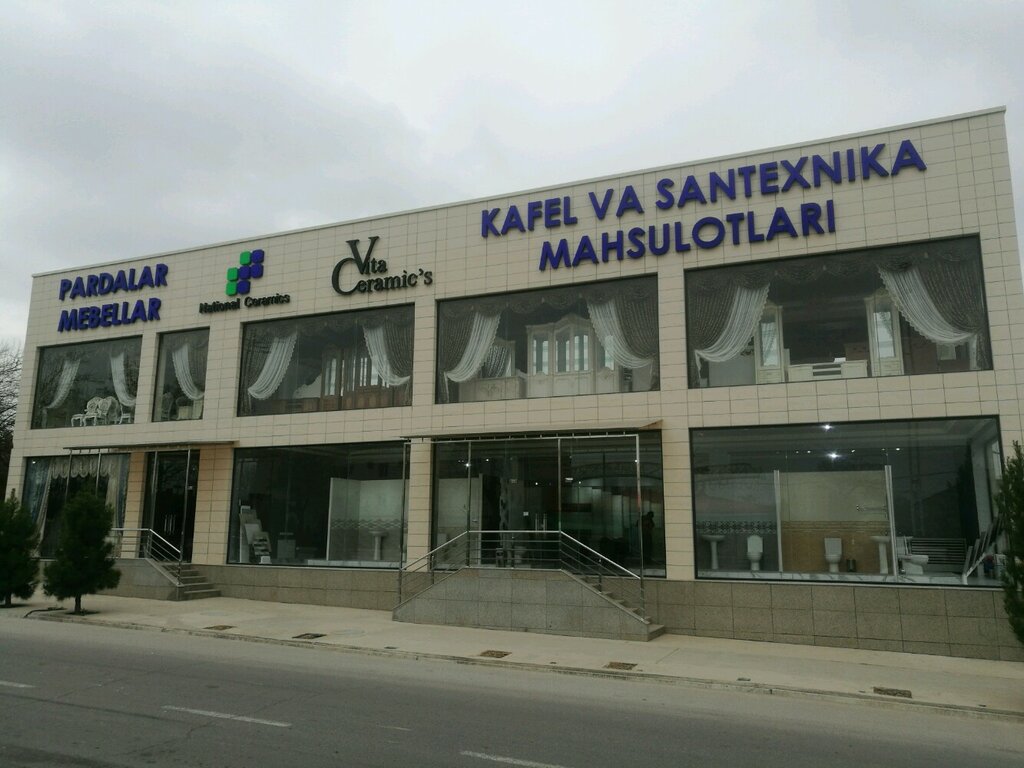 PARDALAR
MEBELLAR
National Ceramics
Vita
Ceramic's
KAFEL VA SANTEXNIKA
MAHSULOTLARI